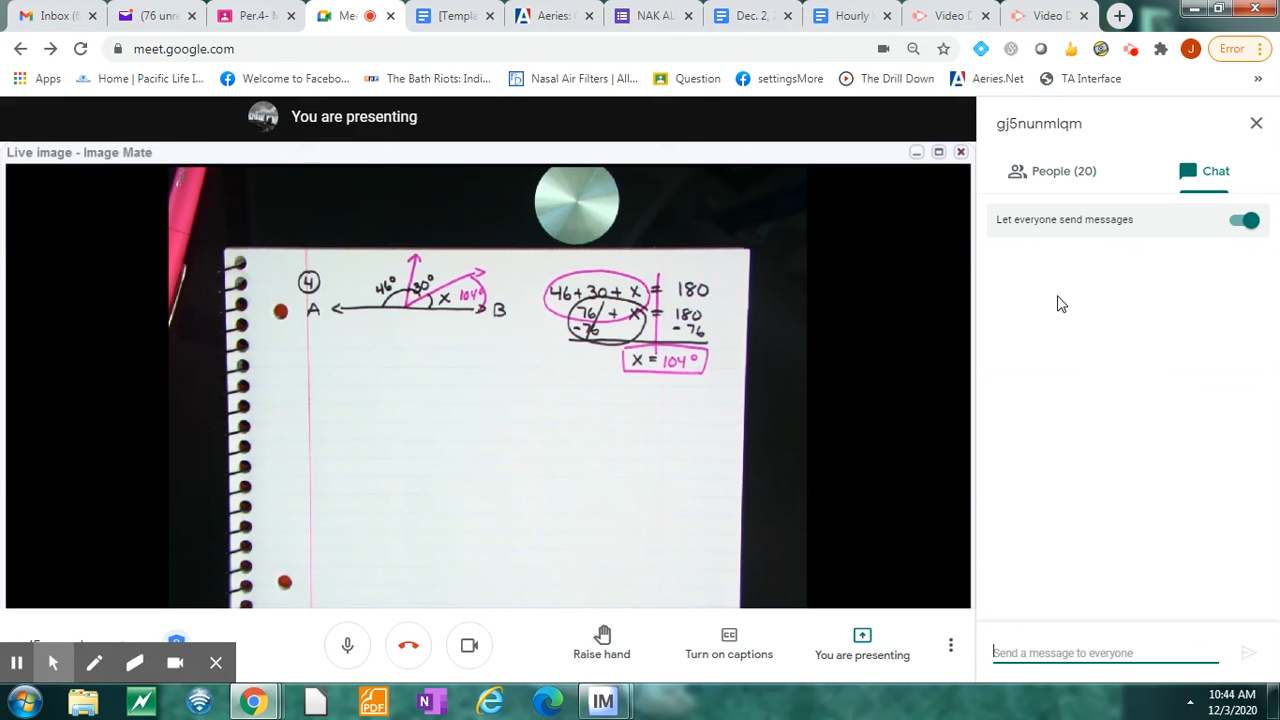 Inbox (6
(76 unre
Per.4- M
Me
[Templa
Aeries: C
NAK AL
Dec. 2,
Hourly W
Video D
Video D
meet.google.com
J
Error
Apps
Home | Pacific Life I...
Welcome to Facebo...
The Bath Riots: Indi...
Nasal Air Filters | All...
Question
settingsMore
The Drill Down
Aeries.Net
TA Interface
»
You are presenting
Live image - Image Mate
gj5nunmlqm
People (20)
Chat
Let everyone send messages
4
46° 30°
A X 104° B
46+30+x = 180
76 + x = 180
-76 - 76
x = 104°
Raise hand
CC
Turn on captions
You are presenting
Send a message to everyone
IM
10:44 AM
12/3/2020